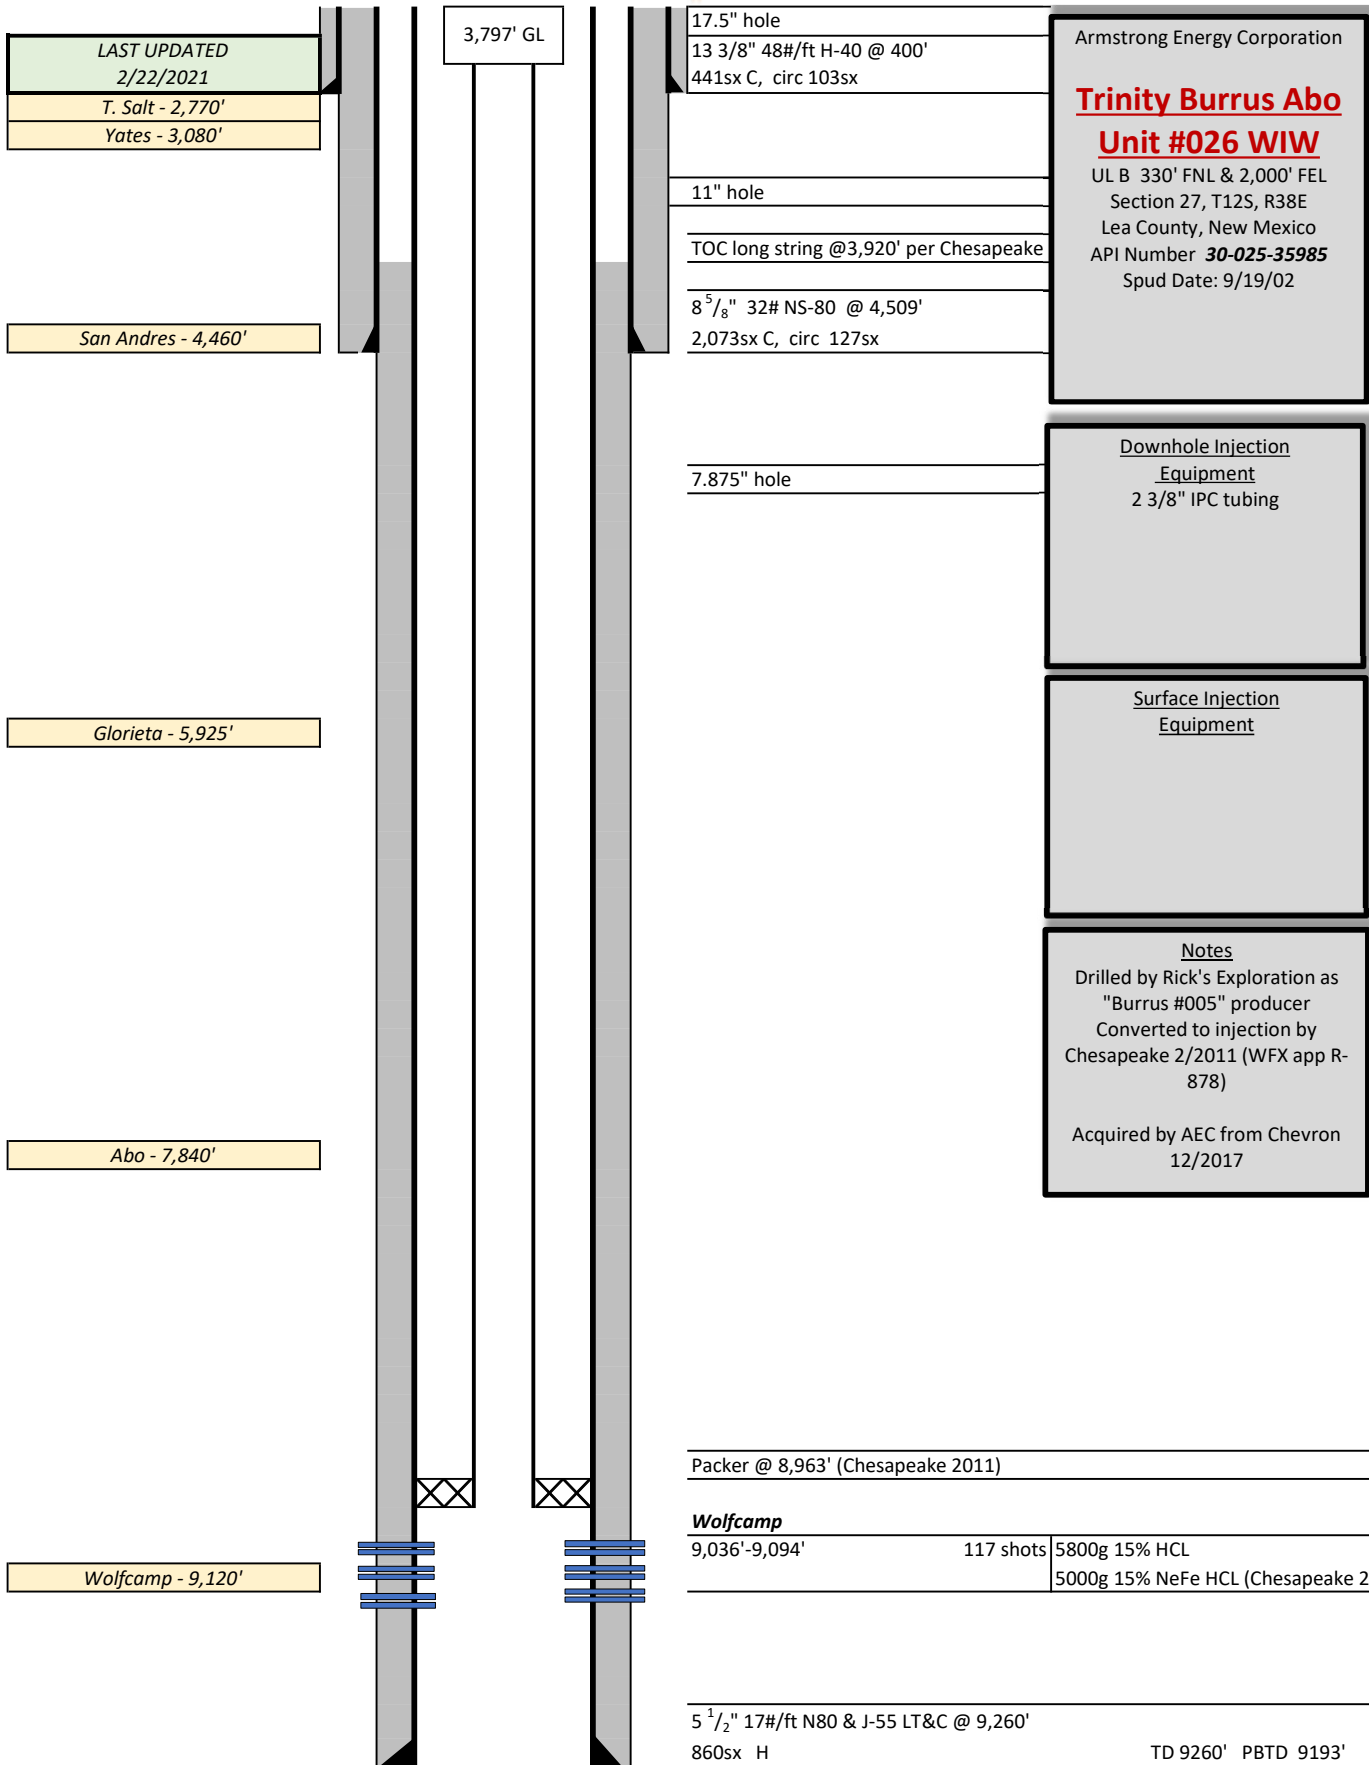 LAST UPDATED
2/22/2021
T. Salt - 2,770'
Yates - 3,080'
San Andres - 4,460'
Glorieta - 5,925'
Abo - 7,840'
Wolfcamp - 9,120'
3,797' GL
17.5" hole
13 3/8" 48#/ft H-40 @ 400'
441sx C, circ 103sx
11" hole
TOC long string @3,920' per Chesapeake
8 5/8" 32# NS-80 @ 4,509'
2,073sx C, circ 127sx
7.875" hole
Packer @ 8,963' (Chesapeake 2011)
Wolfcamp
9,036'-9,094' 117 shots 5800g 15% HCL
5000g 15% NeFe HCL (Chesapeake 2
5 1/2" 17#/ft N80 & J-55 LT&C @ 9,260'
860sx H TD 9260' PBTD 9193'
Armstrong Energy Corporation
Trinity Burrus Abo
Unit #026 WIW
UL B 330' FNL & 2,000' FEL
Section 27, T12S, R38E
Lea County, New Mexico
API Number 30-025-35985
Spud Date: 9/19/02
Downhole Injection
Equipment
2 3/8" IPC tubing
Surface Injection
Equipment
Notes
Drilled by Rick's Exploration as
"Burrus #005" producer
Converted to injection by
Chesapeake 2/2011 (WFX app R-
878)
Acquired by AEC from Chevron
12/2017